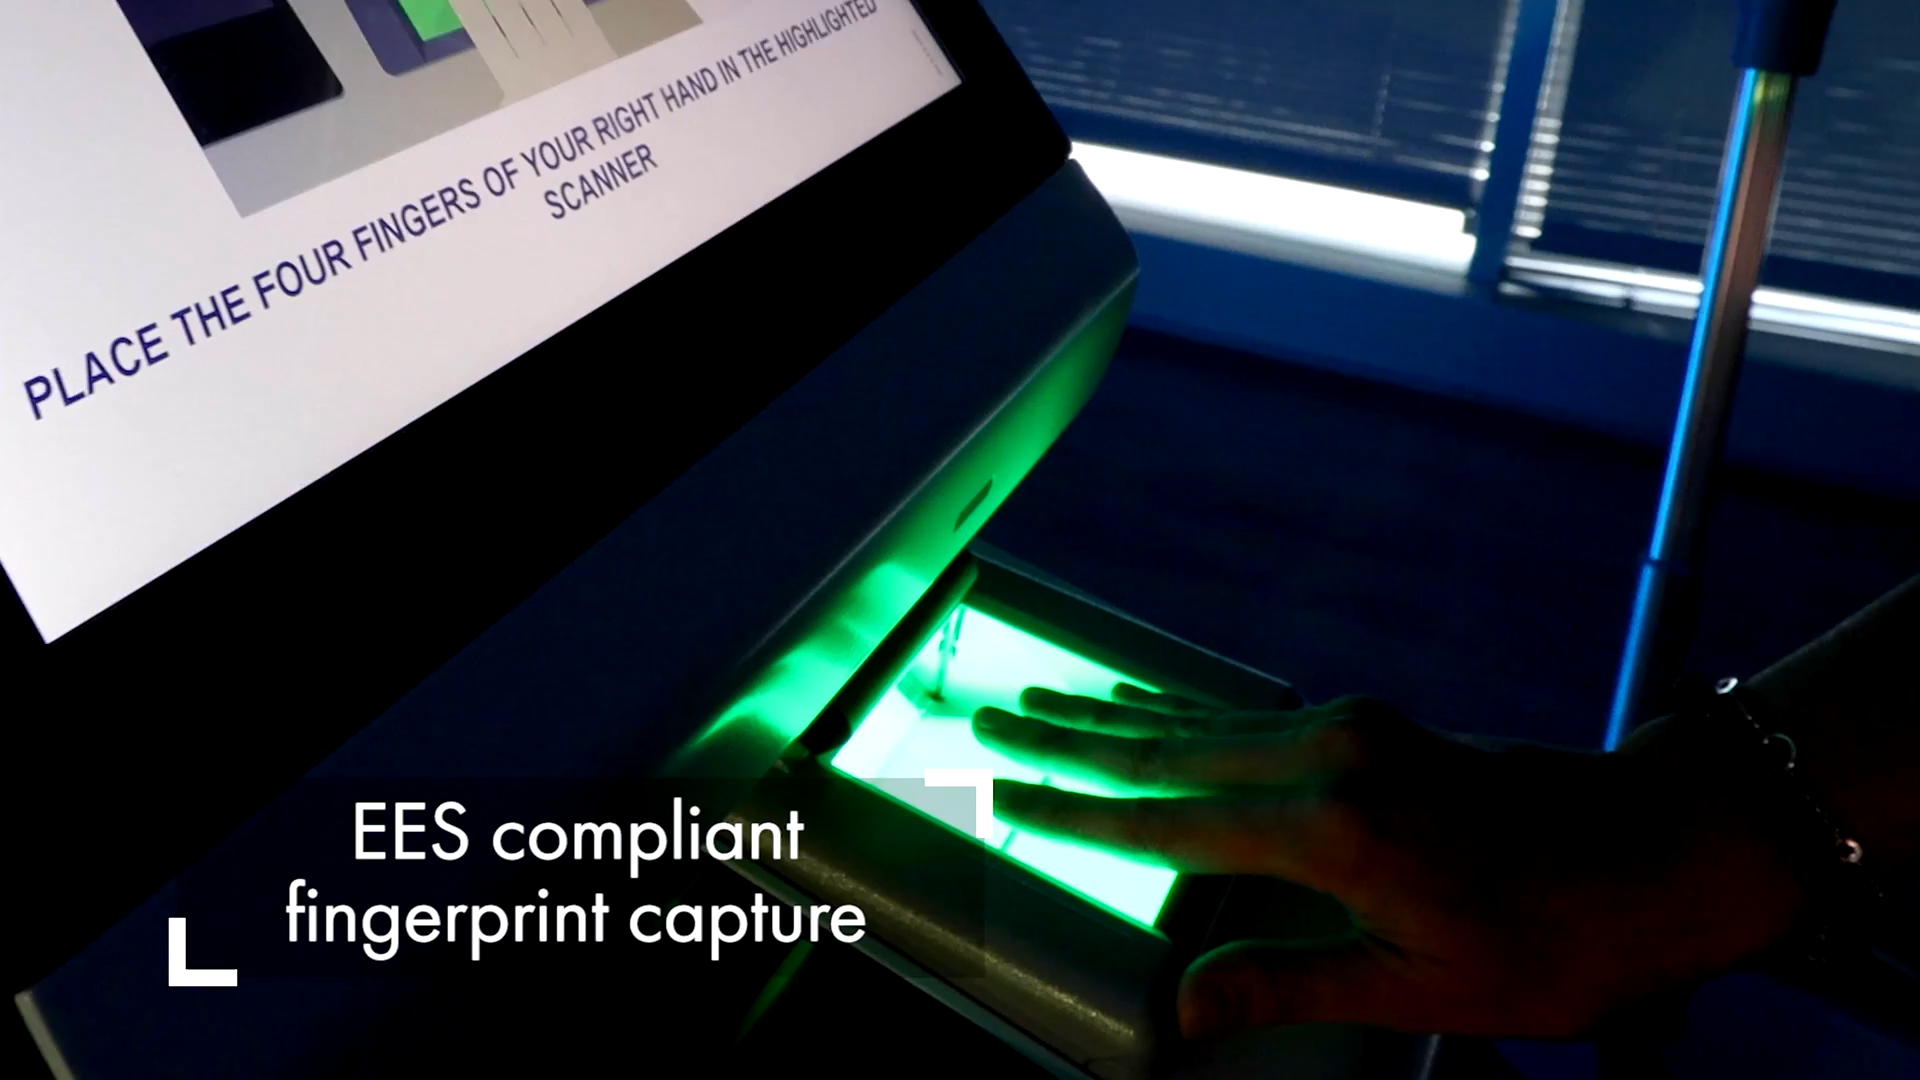 PLACE THE FOUR FINGERS OF YOUR RIGHT HAND IN THE HIGHLIGHTED
SCANNER
EES compliant
fingerprint capture